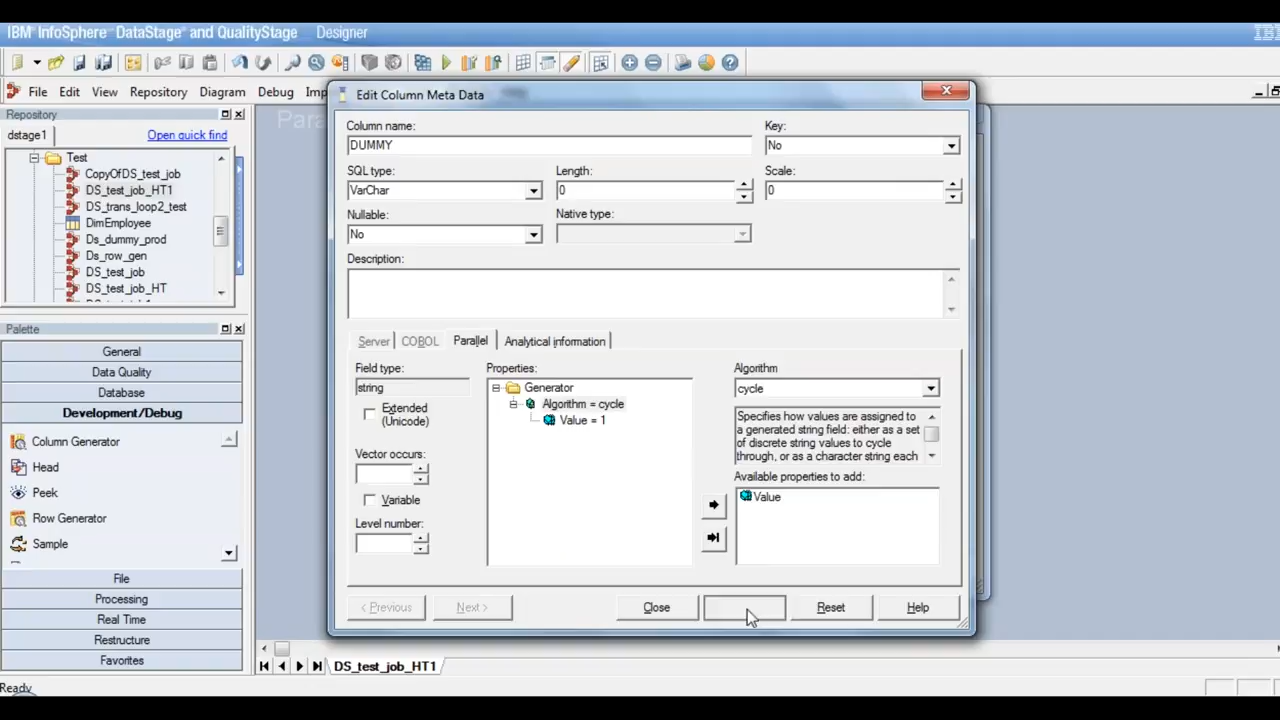 IBM InfoSphere DataStage and QualityStage Designer
IB
File Edit View Repository Diagram Debug Imp
Repository
dstage1
Open quick find
Test
CopyOfDS_test_job
DS_test_job_HT1
DS_trans_loop2_test
DimEmployee
Ds_dummy_prod
Ds_row_gen
DS_test_job
DS_test_job_HT
Palette
General
Data Quality
Database
Development/Debug
Column Generator
Head
Peek
Row Generator
Sample
File
Processing
Real Time
Restructure
Favorites
Ready
Para
Edit Column Meta Data
Column name:
Key:
DUMMY
No
SQL type:
Length:
Scale:
VarChar
0
0
Nullable:
Native type:
No
Description:
Server
COBOL
Parallel
Analytical information
Field type:
string
Extended
(Unicode)
Vector occurs:
Variable
Level number:
Properties:
Generator
Algorithm = cycle
Value = 1
Algorithm
cycle
Specifies how values are assigned to
a generated string field: either as a set
of discrete string values to cycle
through, or as a character string each
Available properties to add:
Value
< Previous
Next >
Close
Reset
Help
DS_test_job_HT1